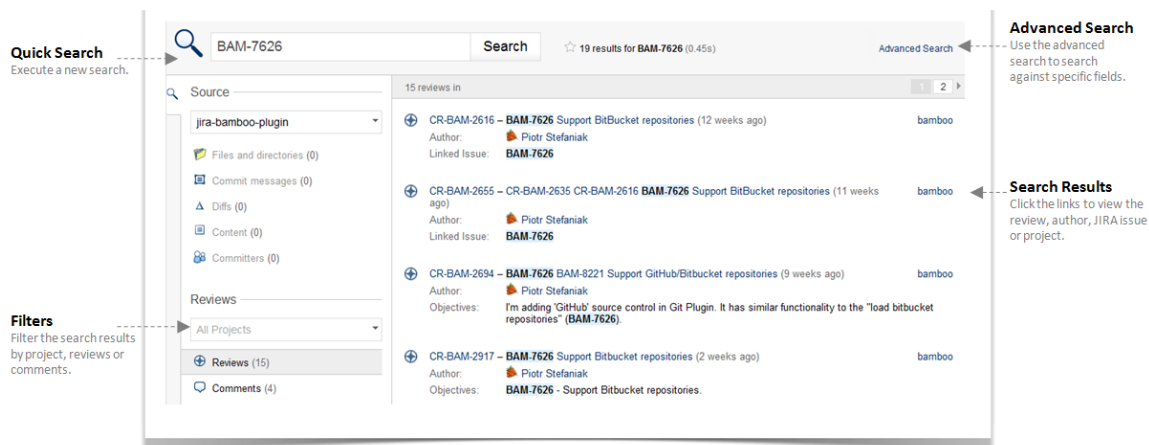 Quick Search
Execute a new search.
BAM-7626
Search
19 results for BAM-7626 (0.45s)
Advanced Search
Advanced Search
Use the advanced
search to search
against specific fields.
Source
jira-bamboo-plugin
Files and directories (0)
Commit messages (0)
Diffs (0)
Content (0)
Committers (0)
Reviews
All Projects
Reviews (15)
Comments (4)
Filters
Filter the search results
by project, reviews or
comments.
15 reviews in
1 2
CR-BAM-2616 – BAM-7626 Support BitBucket repositories (12 weeks ago) bamboo
Author: Piotr Stefaniak
Linked Issue: BAM-7626
CR-BAM-2655 – CR-BAM-2635 CR-BAM-2616 BAM-7626 Support BitBucket repositories (11 weeks bamboo
ago)
Author: Piotr Stefaniak
Linked Issue: BAM-7626
CR-BAM-2694 – BAM-7626 BAM-8221 Support GitHub/Bitbucket repositories (9 weeks ago) bamboo
Author: Piotr Stefaniak
Objectives: I'm adding 'GitHub' source control in Git Plugin. It has similar functionality to the "load bitbucket
repositories" (BAM-7626).
CR-BAM-2917 – BAM-7626 Support Bitbucket repositories (2 weeks ago) bamboo
Author: Piotr Stefaniak
Objectives: BAM-7626 - Support Bitbucket repositories.
Search Results
Click the links to view the
review, author, JIRA issue
or project.